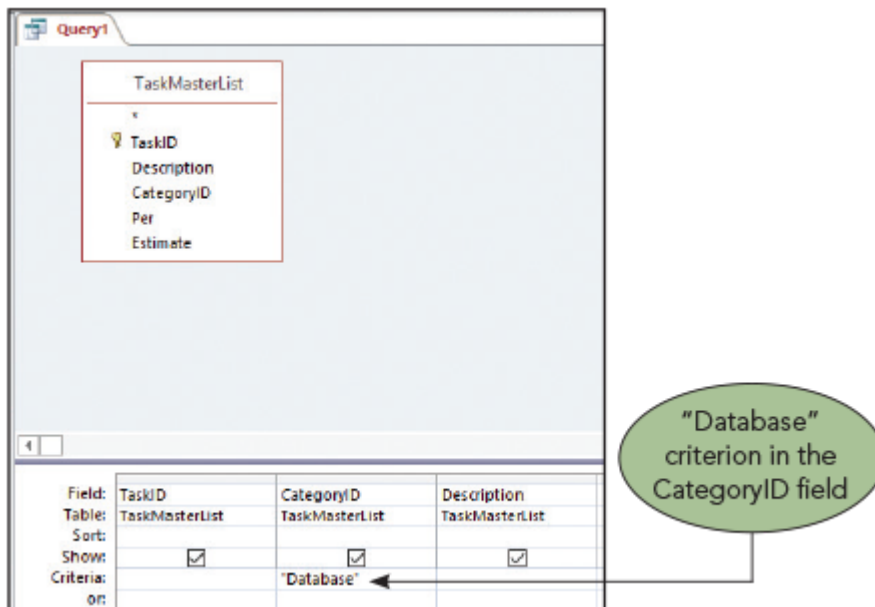 Query1
TaskMasterList
*
TaskID
Description
CategoryID
Per
Estimate
"Database"
criterion in the
CategoryID field
Field: TaskID CategoryID Description
Table: TaskMasterList TaskMasterList TaskMasterList
Sort:
Show:
Criteria: "Database"
or: